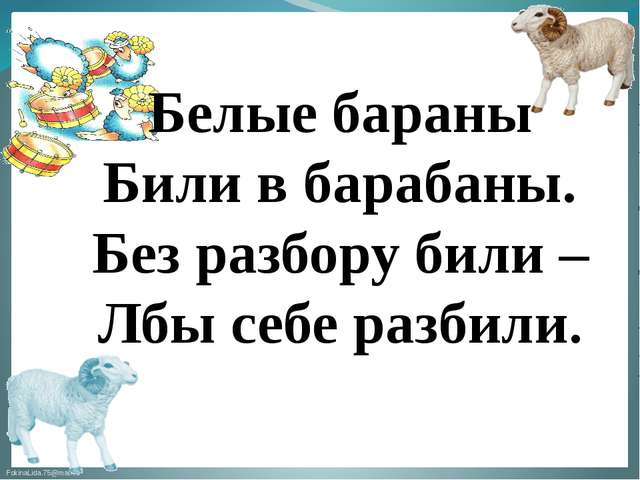 Белые бараны
Били в барабаны.
Без разбору били –
Лбы себе разбили.